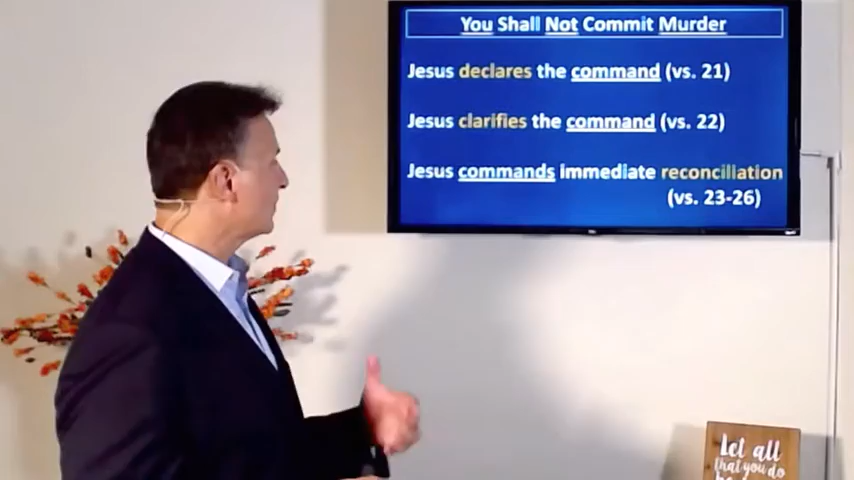 You Shall Not Commit Murder
Jesus declares the command (vs. 21)
Jesus clarifies the command (vs. 22)
Jesus commands immediate reconciliation
(vs. 23-26)
Let all
that you do